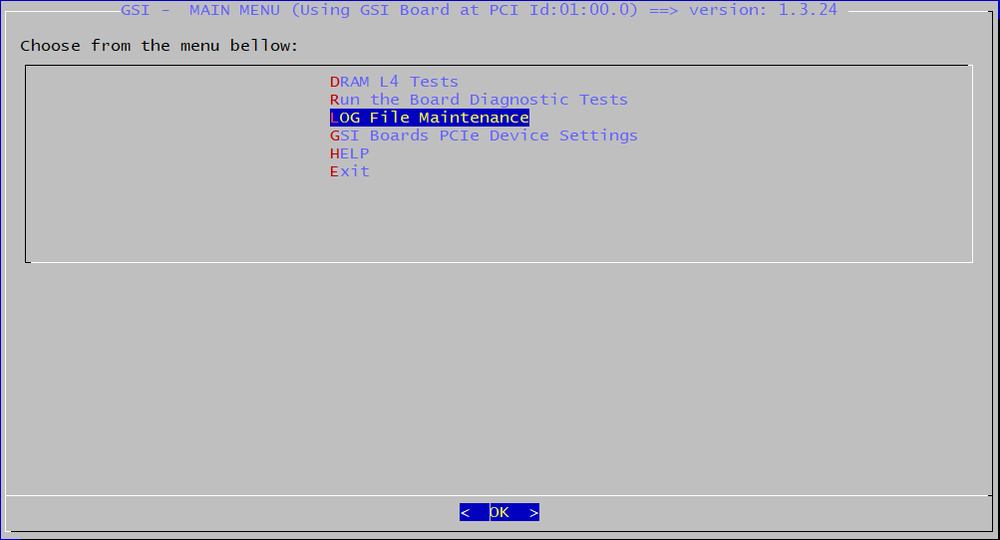 GSI - MAIN MENU (Using GSI Board at PCI Id:01:00.0) ==> version: 1.3.24
Choose from the menu bellow:
DRAM L4 Tests
Run the Board Diagnostic Tests
LOG File Maintenance
GSI Boards PCIe Device Settings
HELP
Exit
< OK >